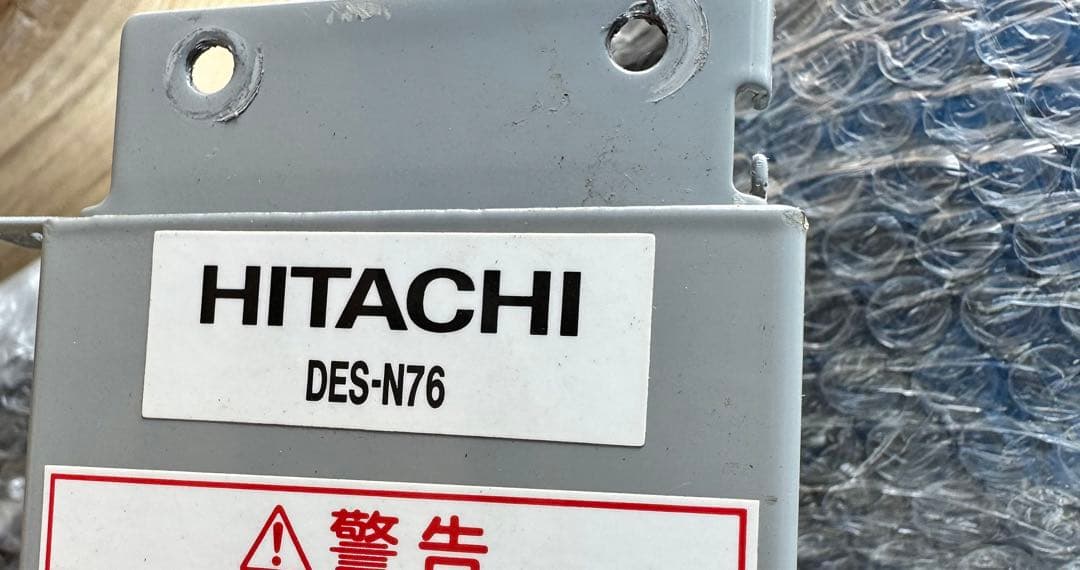 HITACHI
DES-N76
警告